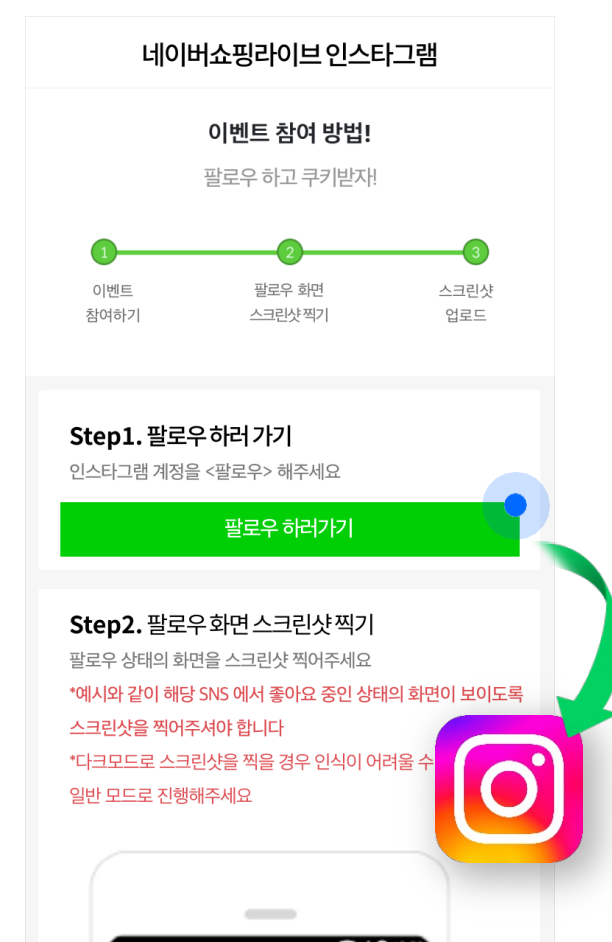 네이버쇼핑라이브 인스타그램
이벤트 참여 방법!
팔로우 하고 쿠키받자!
1
2
3
이벤트
참여하기
팔로우 화면
스크린샷 찍기
스크린샷
업로드
Step1. 팔로우 하러 가기
인스타그램 계정을 <팔로우> 해주세요
팔로우 하러가기
Step2. 팔로우 화면 스크린샷 찍기
팔로우 상태의 화면을 스크린샷 찍어주세요
*예시와 같이 해당 SNS 에서 좋아요 중인 상태의 화면이 보이도록
스크린샷을 찍어주셔야 합니다
*다크모드로 스크린샷을 찍을 경우 인식이 어려울 수
일반 모드로 진행해주세요